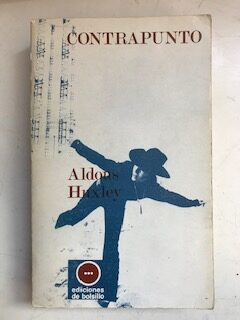 CONTRAPUNTO
Aldous
Huxley
ediciones
de bolsillo